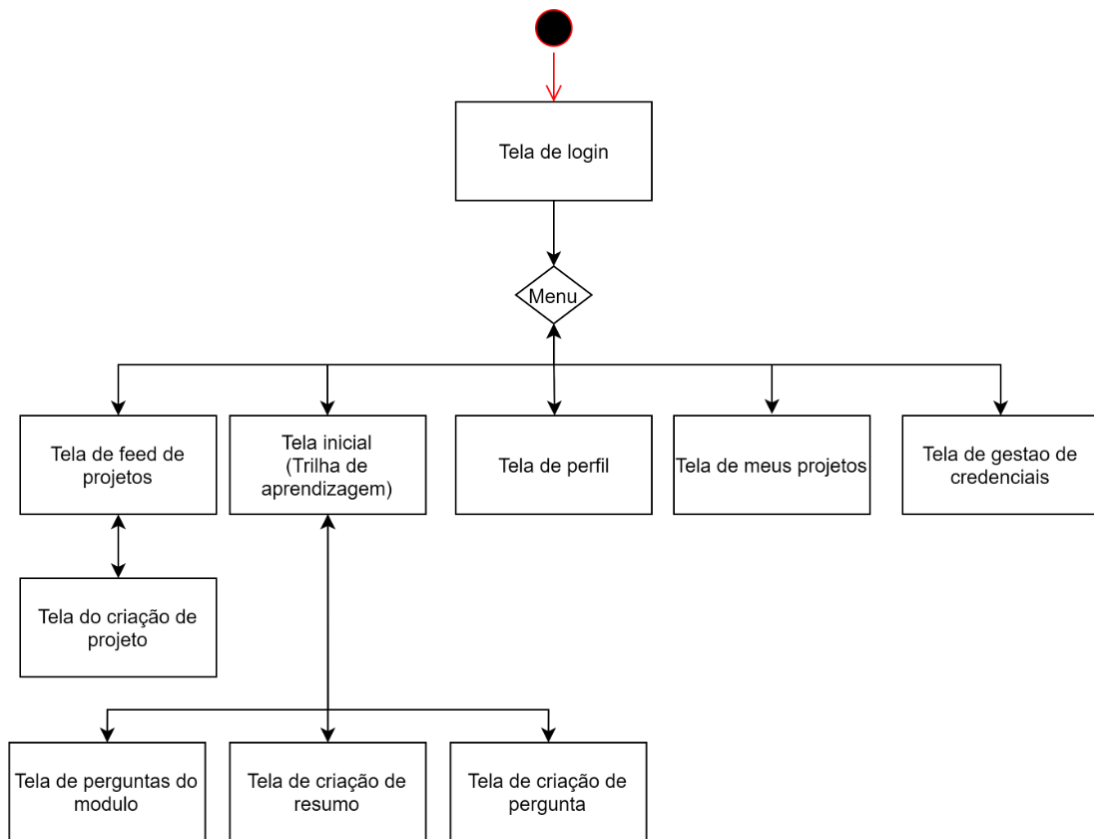 Tela de login
Menu
Tela de feed de
projetos
Tela inicial
(Trilha de
aprendizagem)
Tela de perfil
Tela de meus projetos
Tela de gestao de
credenciais
Tela do criação de
projeto
Tela de perguntas do
modulo
Tela de criação de
resumo
Tela de criação de
pergunta